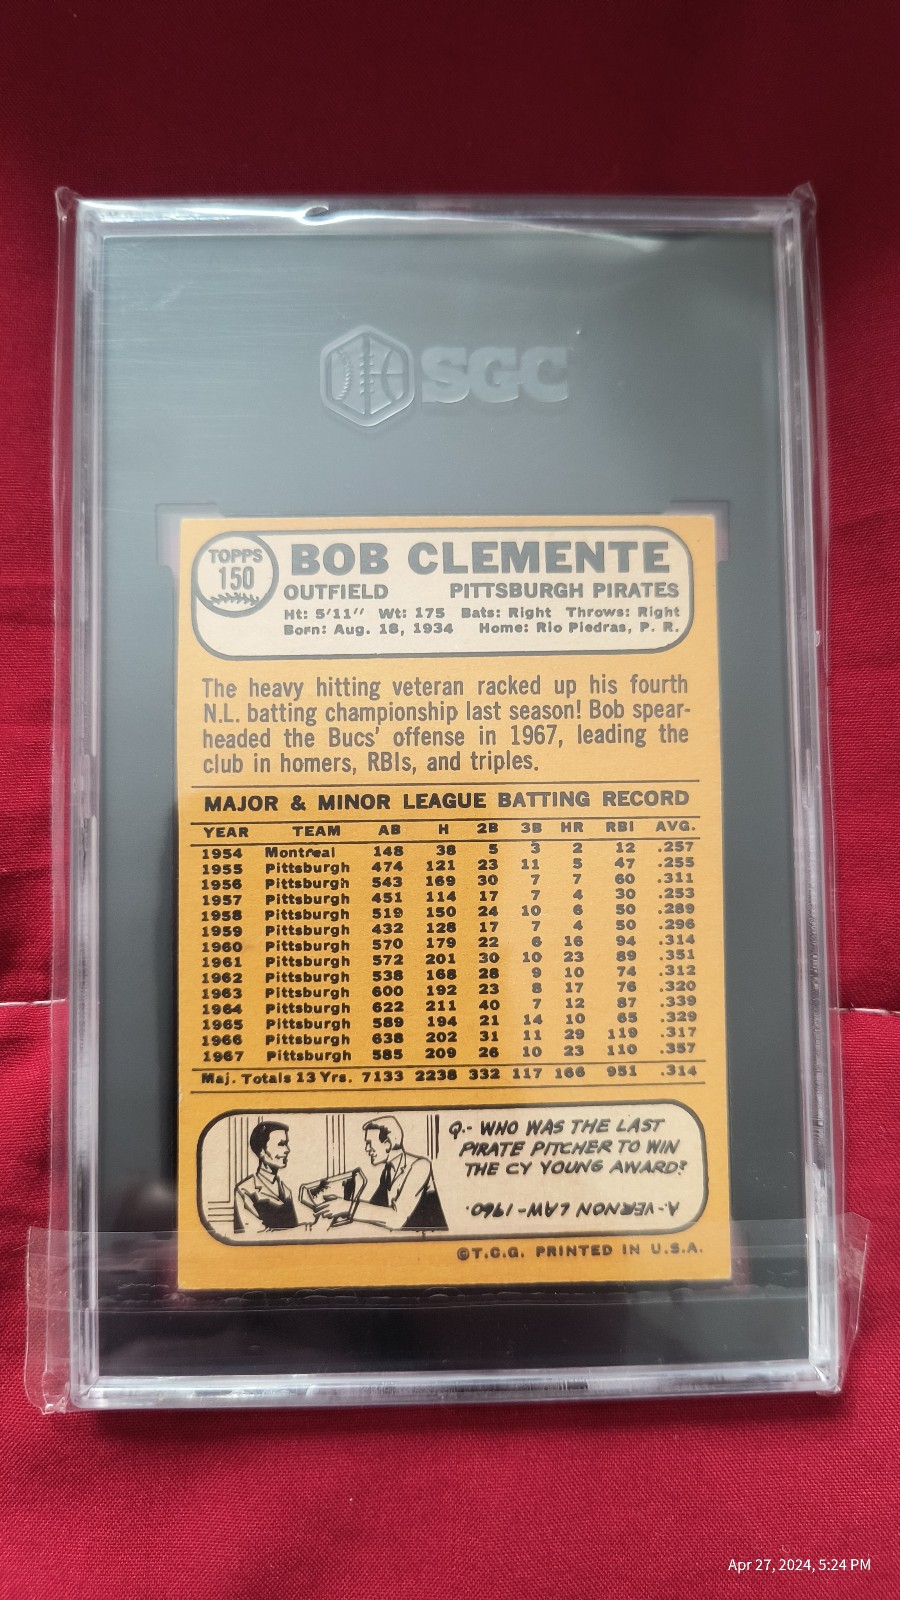 SGC
TOPPS
150
BOB CLEMENTE
OUTFIELD PITTSBURGH PIRATES
Ht: 5'11" Wt: 175 Bats: Right Throws: Right
Born: Aug. 18, 1934 Home: Rio Piedras, P. R.
The heavy hitting veteran racked up his fourth
N.L. batting championship last season! Bob spear-
headed the Bucs' offense in 1967, leading the
club in homers, RBIs, and triples.
MAJOR & MINOR LEAGUE BATTING RECORD
YEAR TEAM AB H 2B 3B HR RBI AVG.
1954 Montreal 148 38 5 3 2 12 .257
1955 Pittsburgh 474 121 23 11 5 47 .255
1956 Pittsburgh 543 169 30 7 7 60 .311
1957 Pittsburgh 451 114 17 7 4 30 .253
1958 Pittsburgh 519 150 24 10 6 50 .289
1959 Pittsburgh 432 128 17 7 4 50 .296
1960 Pittsburgh 570 179 22 6 16 94 .314
1961 Pittsburgh 572 201 30 10 23 89 .351
1962 Pittsburgh 538 168 28 9 10 74 .312
1963 Pittsburgh 600 192 23 8 17 76 .320
1964 Pittsburgh 622 211 40 7 12 87 .339
1965 Pittsburgh 589 194 21 14 10 65 .329
1966 Pittsburgh 638 202 31 11 29 119 .317
1967 Pittsburgh 585 209 26 10 23 110 .357
Maj. Totals 13 Yrs. 7133 2238 332 117 166 951 .314
Q.- WHO WAS THE LAST
PIRATE PITCHER TO WIN
THE CY YOUNG AWARD?
A.- VERNON LAW - 1960.
©T.C.G. PRINTED IN U.S.A.
Apr 27, 2024, 5:24 PM